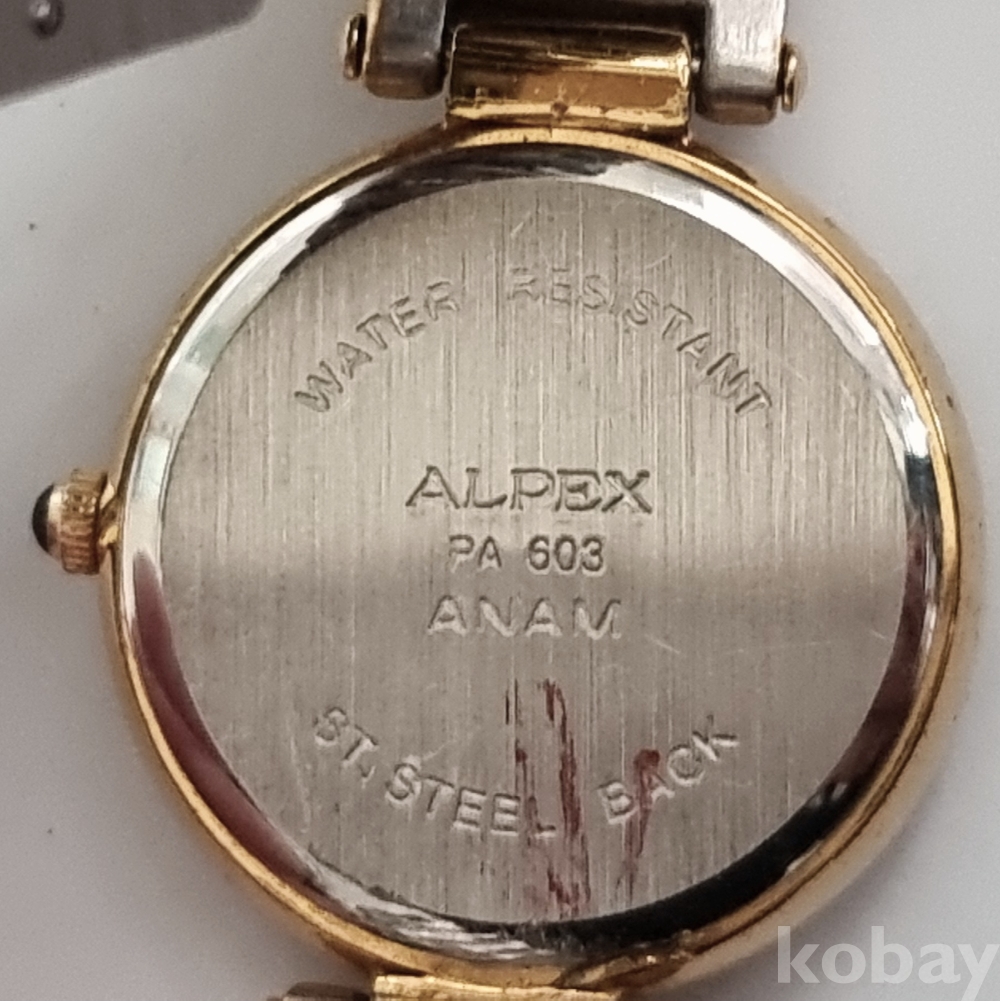 WATER RESISTANT
ALPEX
PA 603
ANAM
ST. STEEL BACK
kobay